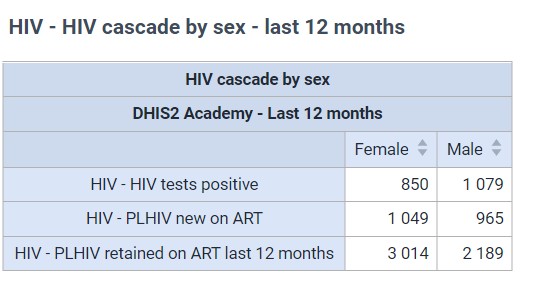 HIV - HIV cascade by sex - last 12 months
HIV cascade by sex
DHIS2 Academy - Last 12 months
Female Male
HIV - HIV tests positive 850 1 079
HIV - PLHIV new on ART 1 049 965
HIV - PLHIV retained on ART last 12 months 3 014 2 189